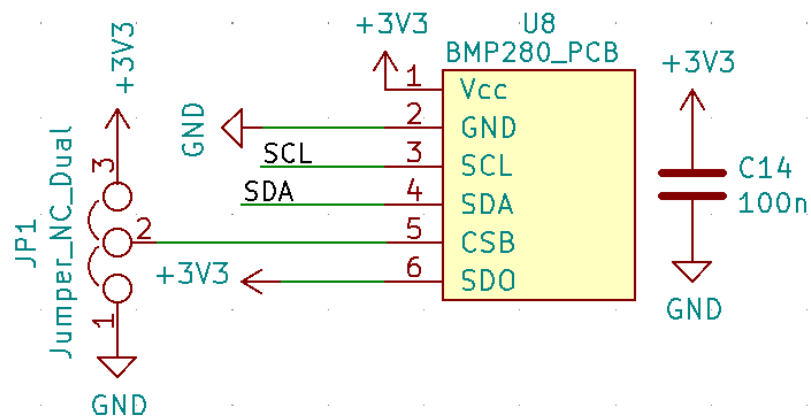 U8
BMP280_PCB
+3V3
1
Vcc
GND
2
GND
SCL
3
SCL
SDA
4
SDA
5
CSB
+3V3
6
SDO
+3V3
3
JP1
Jumper_NC_Dual
2
1
GND
+3V3
C14
100n
GND